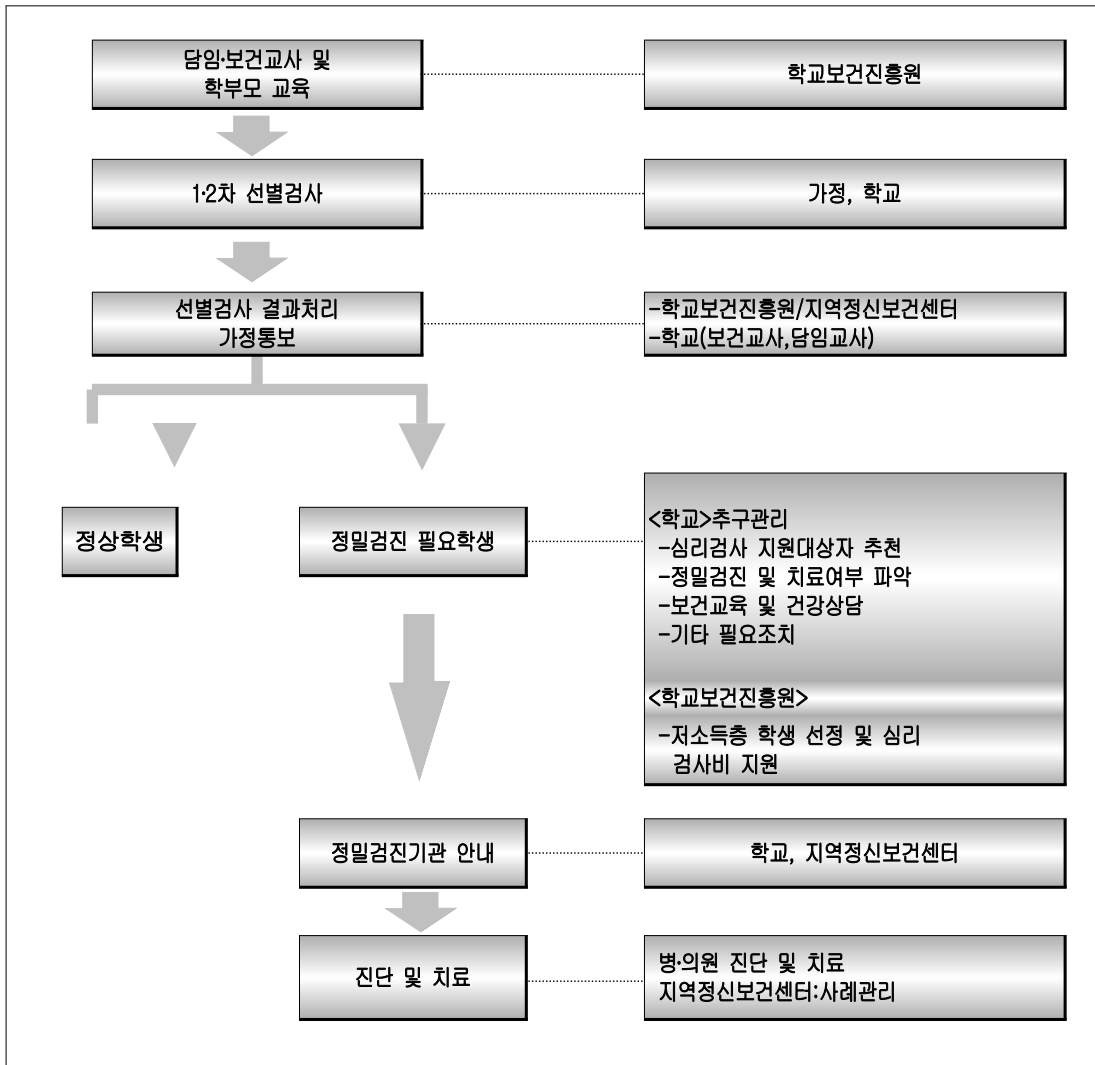 담임·보건교사 및
학부모 교육
학교보건진흥원
1·2차 선별검사
가정, 학교
선별검사 결과처리
가정통보
-학교보건진흥원/지역정신보건센터
-학교(보건교사,담임교사)
정상학생
정밀검진 필요학생
<학교>추구관리
-심리검사 지원대상자 추천
-정밀검진 및 치료여부 파악
-보건교육 및 건강상담
-기타 필요조치
<학교보건진흥원>
-저소득층 학생 선정 및 심리
검사비 지원
정밀검진기관 안내
학교, 지역정신보건센터
진단 및 치료
병·의원 진단 및 치료
지역정신보건센터:사례관리